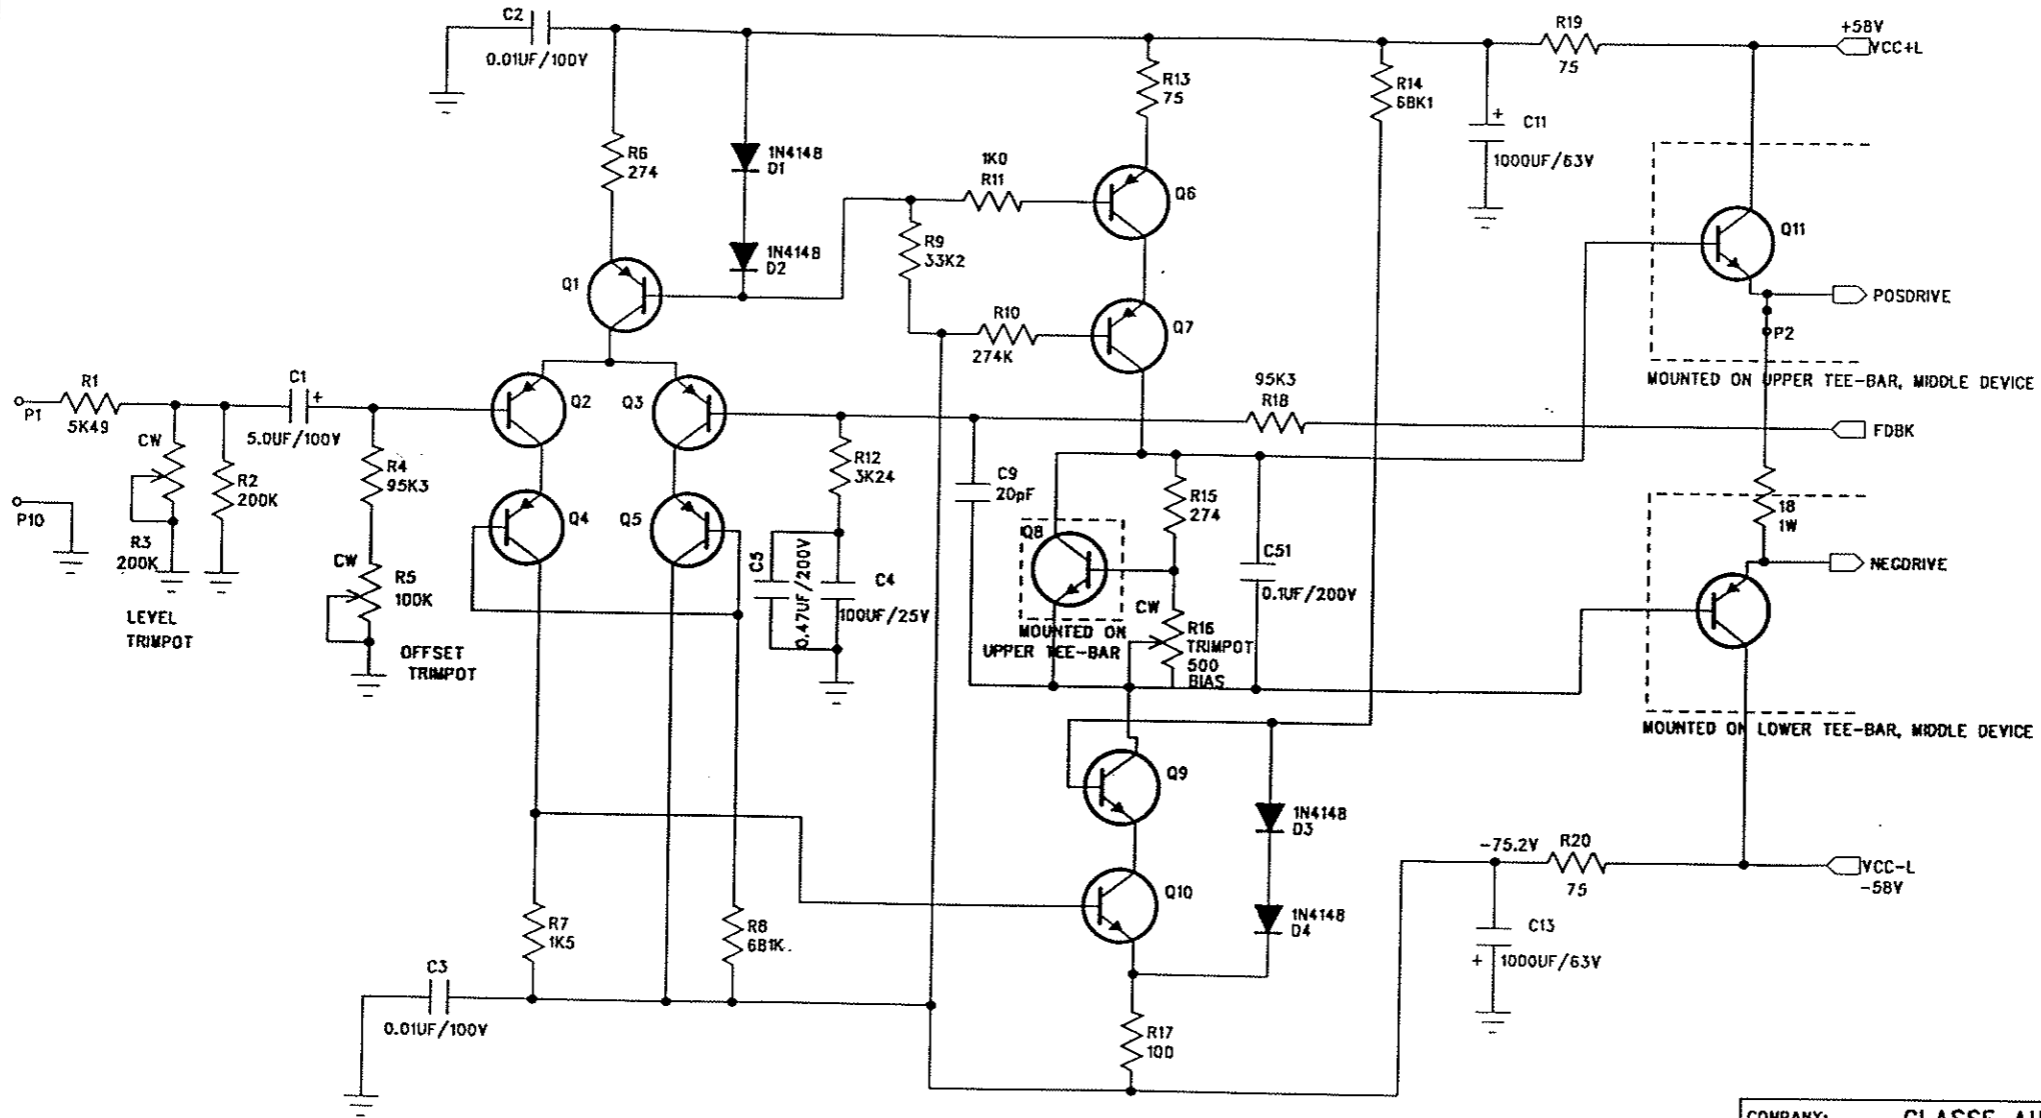 C2
0.01UF/100V
R19
75
+58V
VCC+L
R13
75
R14
68K1
C11
+
1000UF/63V
R6
274
1N4148
D1
1N4148
D2
1K0
R11
Q6
R9
33K2
Q11
Q1
POSDRIVE
P2
R10
274K
Q7
MOUNTED ON UPPER TEE-BAR, MIDDLE DEVICE
P1
R1
5K49
C1
+
5.0UF/100V
Q2
Q3
95K3
R18
FDBK
CW
R2
200K
R4
95K3
R12
3K24
C9
20pF
R15
274
18
1W
P10
R3
200K
Q4
Q5
C5
0.47UF/200V
C4
100UF/25V
Q8
C51
0.1UF/200V
NEGDRIVE
CW
R5
100K
CW
R16
TRIMPOT
500
BIAS
LEVEL
TRIMPOT
OFFSET
TRIMPOT
MOUNTED ON
UPPER TEE-BAR
MOUNTED ON LOWER TEE-BAR, MIDDLE DEVICE
Q9
1N4148
D3
-75.2V
R20
75
VCC-L
-58V
Q10
1N4148
D4
R7
1K5
R8
681K
C13
+
1000UF/63V
C3
0.01UF/100V
R17
100
COMPANY: